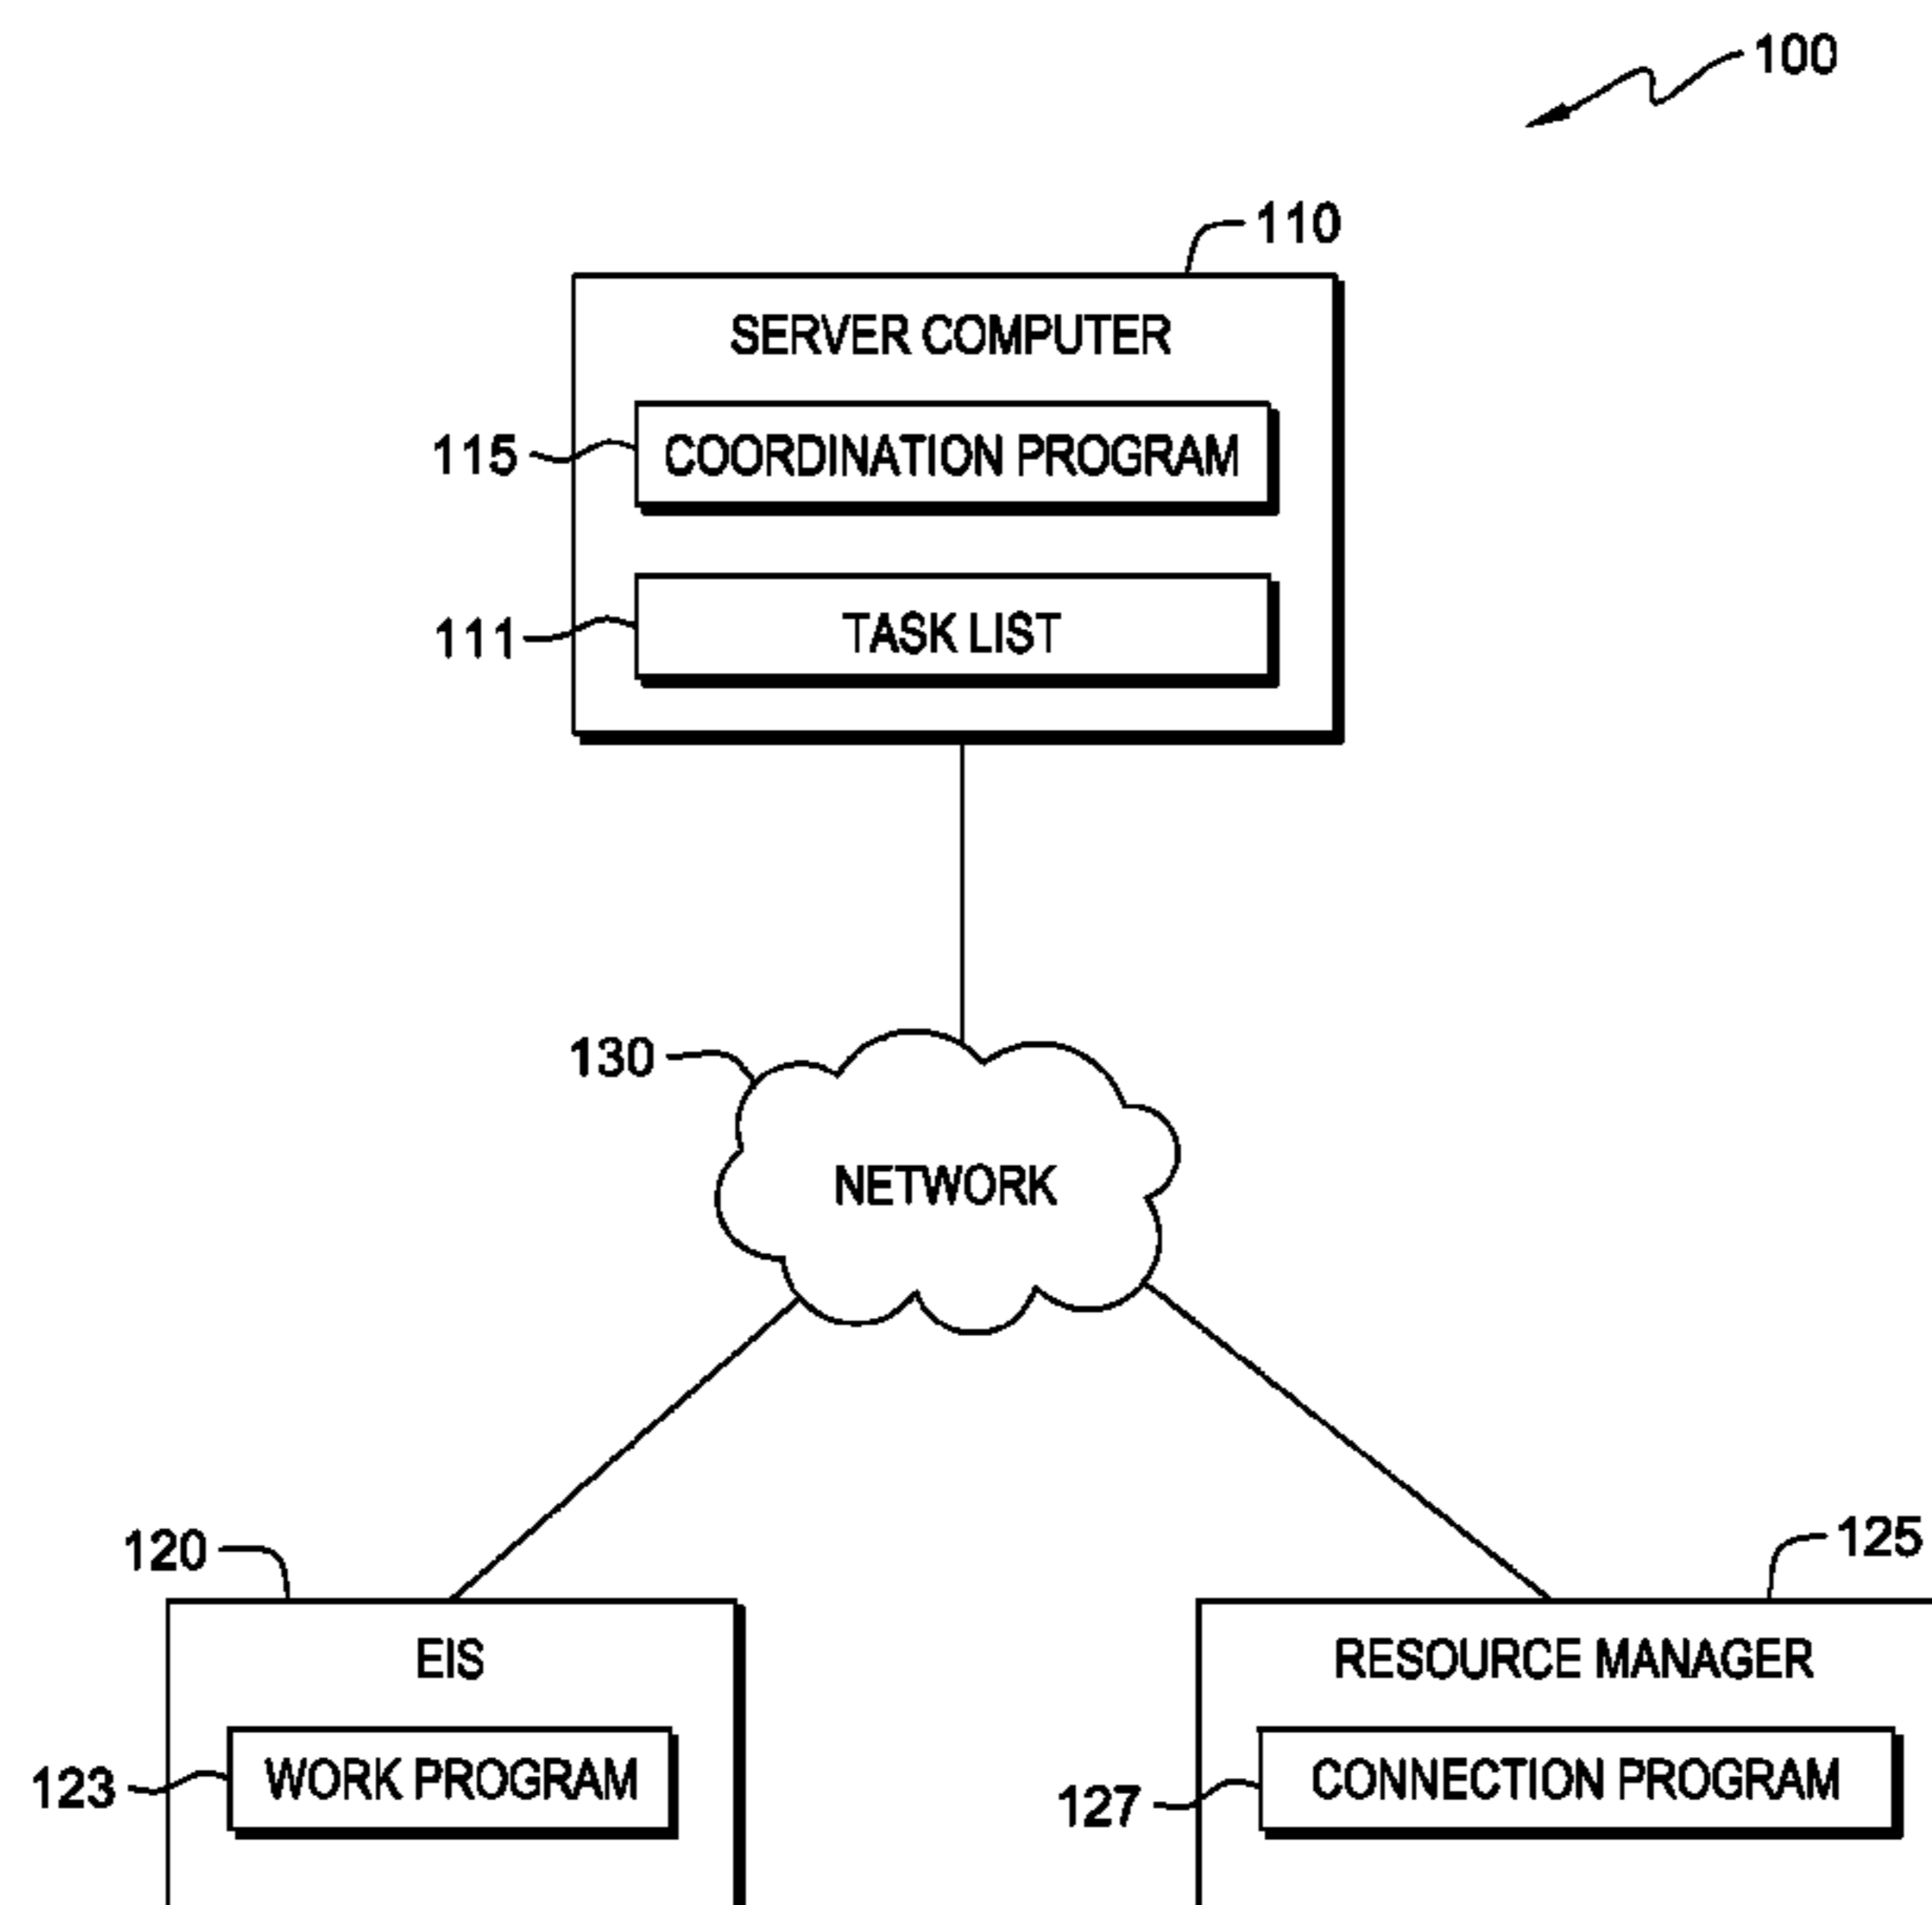 100
110
SERVER COMPUTER
115 COORDINATION PROGRAM
111 TASK LIST
130
NETWORK
120
125
EIS
RESOURCE MANAGER
123 WORK PROGRAM
127 CONNECTION PROGRAM